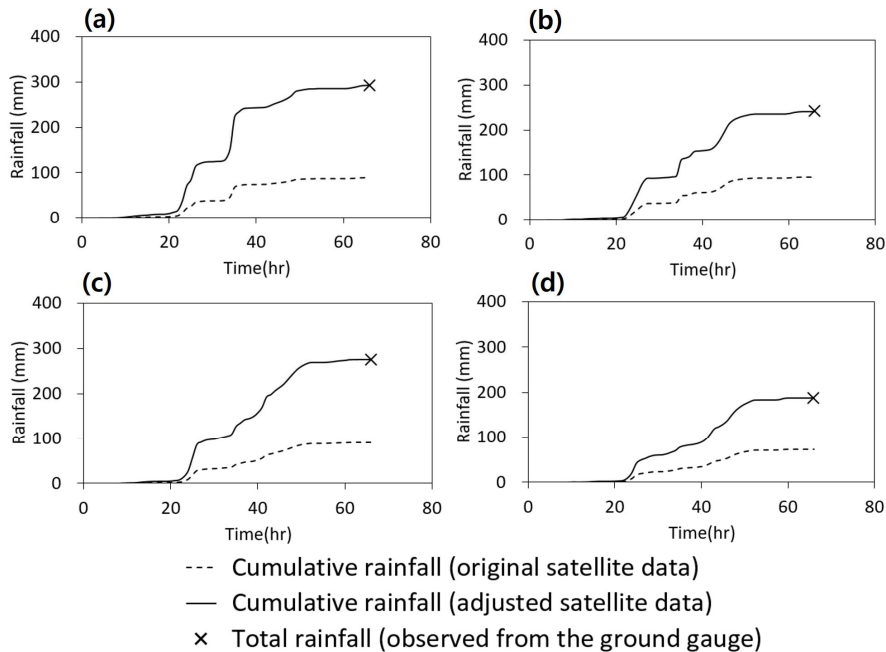 (a)
400
300
200
100
0
Rainfall (mm)
0 20 40 60 80
Time(hr)
(b)
400
300
200
100
0
Rainfall (mm)
0 20 40 60 80
Time(hr)
(c)
400
300
200
100
0
Rainfall (mm)
0 20 40 60 80
Time(hr)
(d)
400
300
200
100
0
Rainfall (mm)
0 20 40 60 80
Time(hr)
Cumulative rainfall (original satellite data)
Cumulative rainfall (adjusted satellite data)
Total rainfall (observed from the ground gauge)